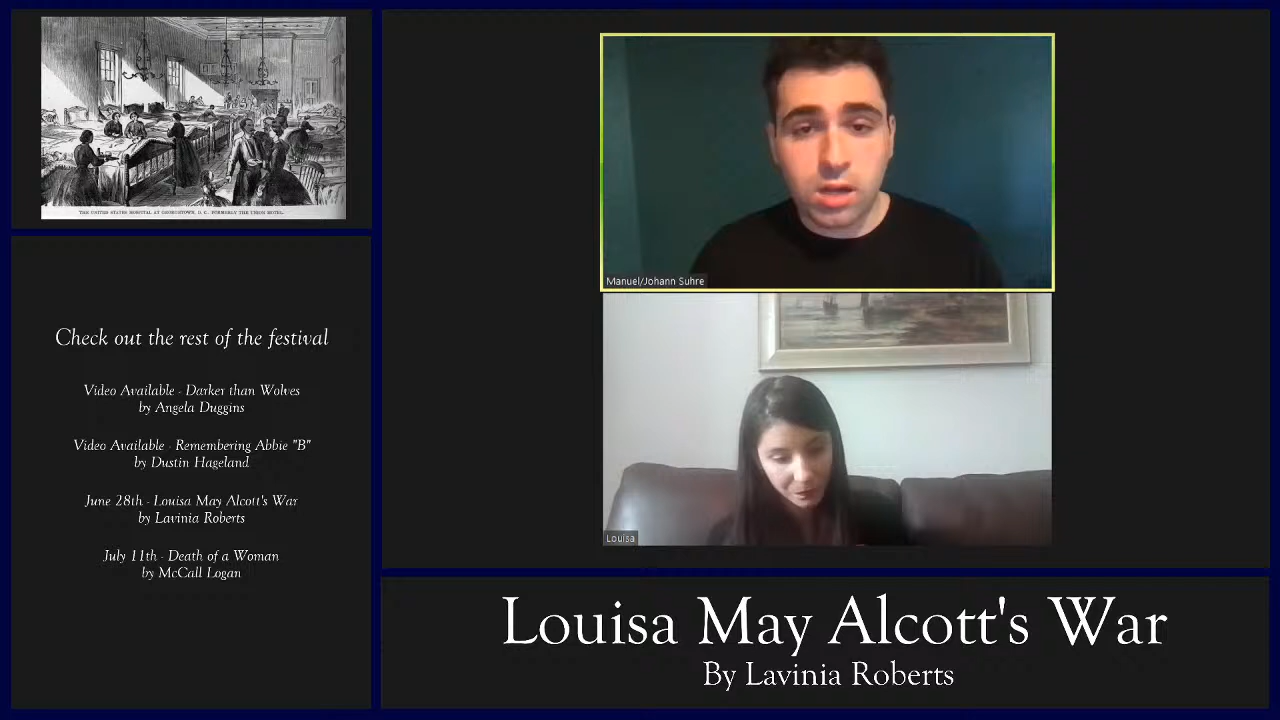 THE UNITED STATES HOSPITAL AT GEORGETOWN, D. C., FORMERLY THE UNION HOTEL.
Check out the rest of the festival
Video Available - Darker than Wolves
by Angela Duggins
Video Available - Remembering Abbie "B"
by Dustin Hageland
June 28th - Louisa May Alcott's War
by Lavinia Roberts
July 11th - Death of a Woman
by McCall Logan
Manuel/Johann Suhre
Louisa
Louisa May Alcott's War
By Lavinia Roberts